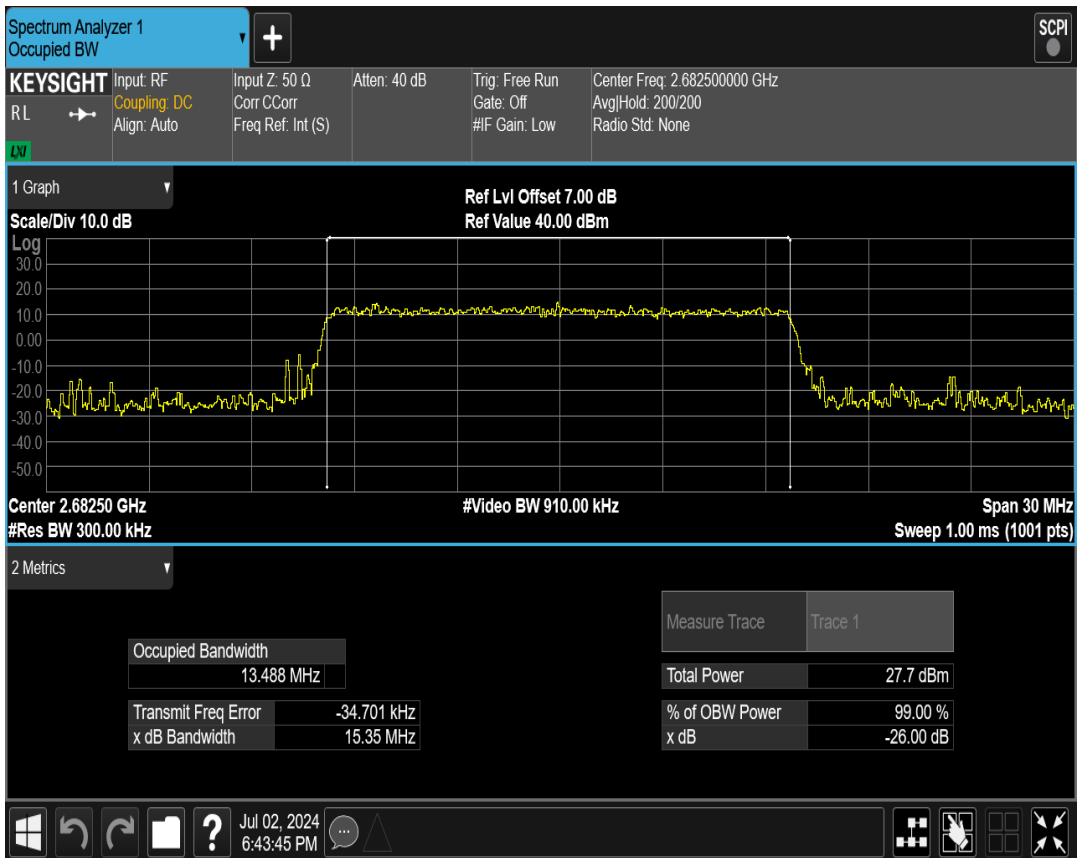 Spectrum Analyzer 1
Occupied BW
+
SCPI
KEYSIGHT
RL
LXI
Input: RF
Coupling: DC
Align: Auto
Input Z: 50 Ω
Corr CCorr
Freq Ref: Int (S)
Atten: 40 dB
Trig: Free Run
Gate: Off
#IF Gain: Low
Center Freq: 2.682500000 GHz
Avg|Hold: 200/200
Radio Std: None
1 Graph
Scale/Div 10.0 dB
Ref Lvl Offset 7.00 dB
Ref Value 40.00 dBm
Log
30.0
20.0
10.0
0.00
-10.0
-20.0
-30.0
-40.0
-50.0
Center 2.68250 GHz
#Res BW 300.00 kHz
#Video BW 910.00 kHz
Span 30 MHz
Sweep 1.00 ms (1001 pts)
2 Metrics
Measure Trace Trace 1
Occupied Bandwidth
13.488 MHz
Total Power 27.7 dBm
Transmit Freq Error -34.701 kHz
% of OBW Power 99.00 %
x dB Bandwidth 15.35 MHz
x dB -26.00 dB
?
Jul 02, 2024
6:43:45 PM